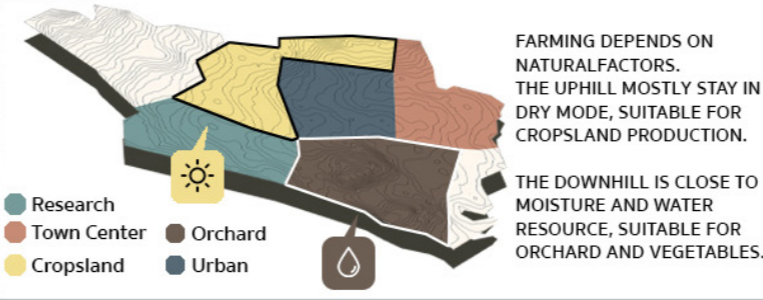 FARMING DEPENDS ON
NATURALFACTORS.
THE UPHILL MOSTLY STAY IN
DRY MODE, SUITABLE FOR
CROPSLAND PRODUCTION.
THE DOWNHILL IS CLOSE TO
MOISTURE AND WATER
RESOURCE, SUITABLE FOR
ORCHARD AND VEGETABLES.
Research
Town Center
Orchard
Cropsland
Urban